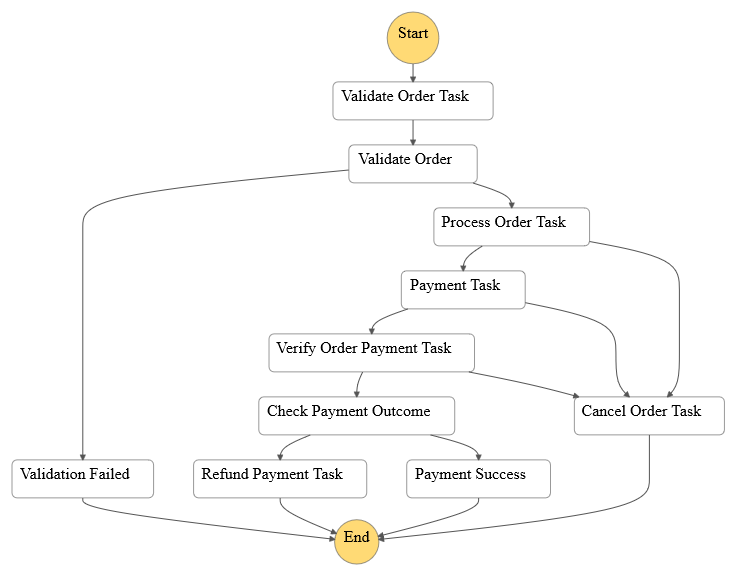 Start
Validate Order Task
Validate Order
Process Order Task
Payment Task
Verify Order Payment Task
Check Payment Outcome
Cancel Order Task
Validation Failed
Refund Payment Task
Payment Success
End